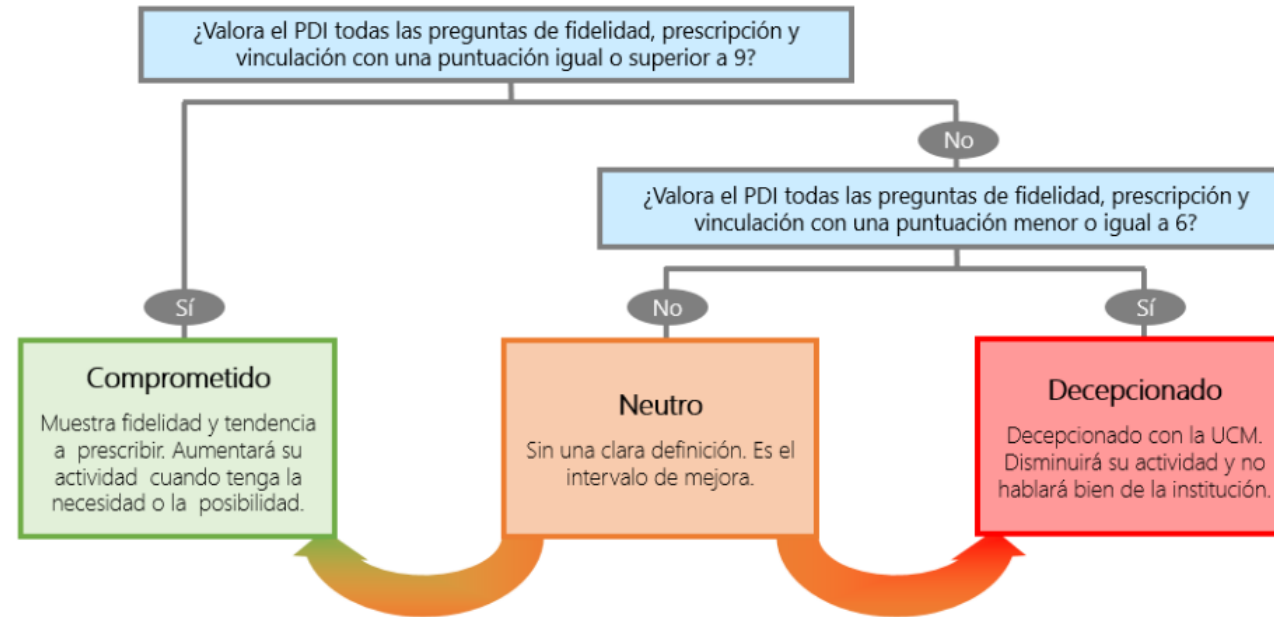 ¿Valora el PDI todas las preguntas de fidelidad, prescripción y
vinculación con una puntuación igual o superior a 9?
No
¿Valora el PDI todas las preguntas de fidelidad, prescripción y
vinculación con una puntuación menor o igual a 6?
Sí
No
Sí
Comprometido
Muestra fidelidad y tendencia
a prescribir. Aumentará su
actividad cuando tenga la
necesidad o la posibilidad.
Neutro
Sin una clara definición. Es el
intervalo de mejora.
Decepcionado
Decepcionado con la UCM.
Disminuirá su actividad y no
hablará bien de la institución.